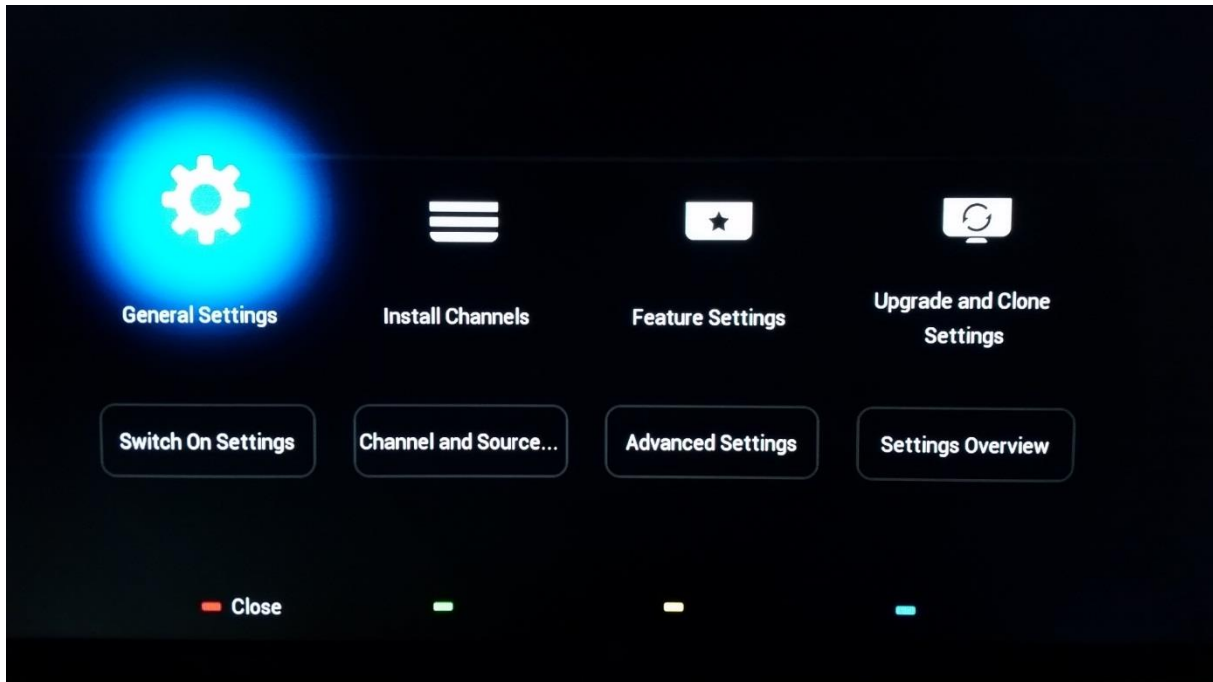 General Settings
Install Channels
Feature Settings
Upgrade and Clone
Settings
Switch On Settings
Channel and Source...
Advanced Settings
Settings Overview
Close